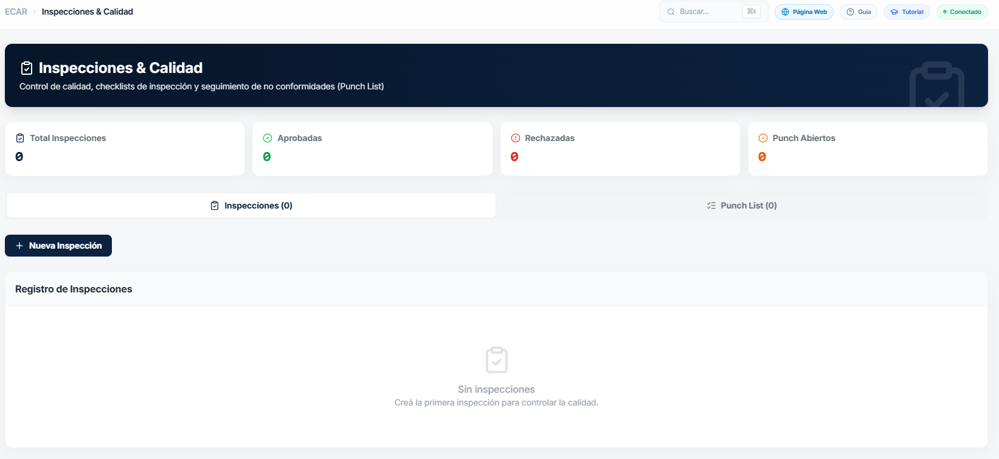 ECAR > Inspecciones & Calidad
Buscar... ⌘K Página Web Guía Tutorial Conectado
Inspecciones & Calidad
Control de calidad, checklists de inspección y seguimiento de no conformidades (Punch List)
Total Inspecciones
0
Aprobadas
0
Rechazadas
0
Punch Abiertos
0
Inspecciones (0)
Punch List (0)
+ Nueva Inspección
Registro de Inspecciones
Sin inspecciones
Creá la primera inspección para controlar la calidad.